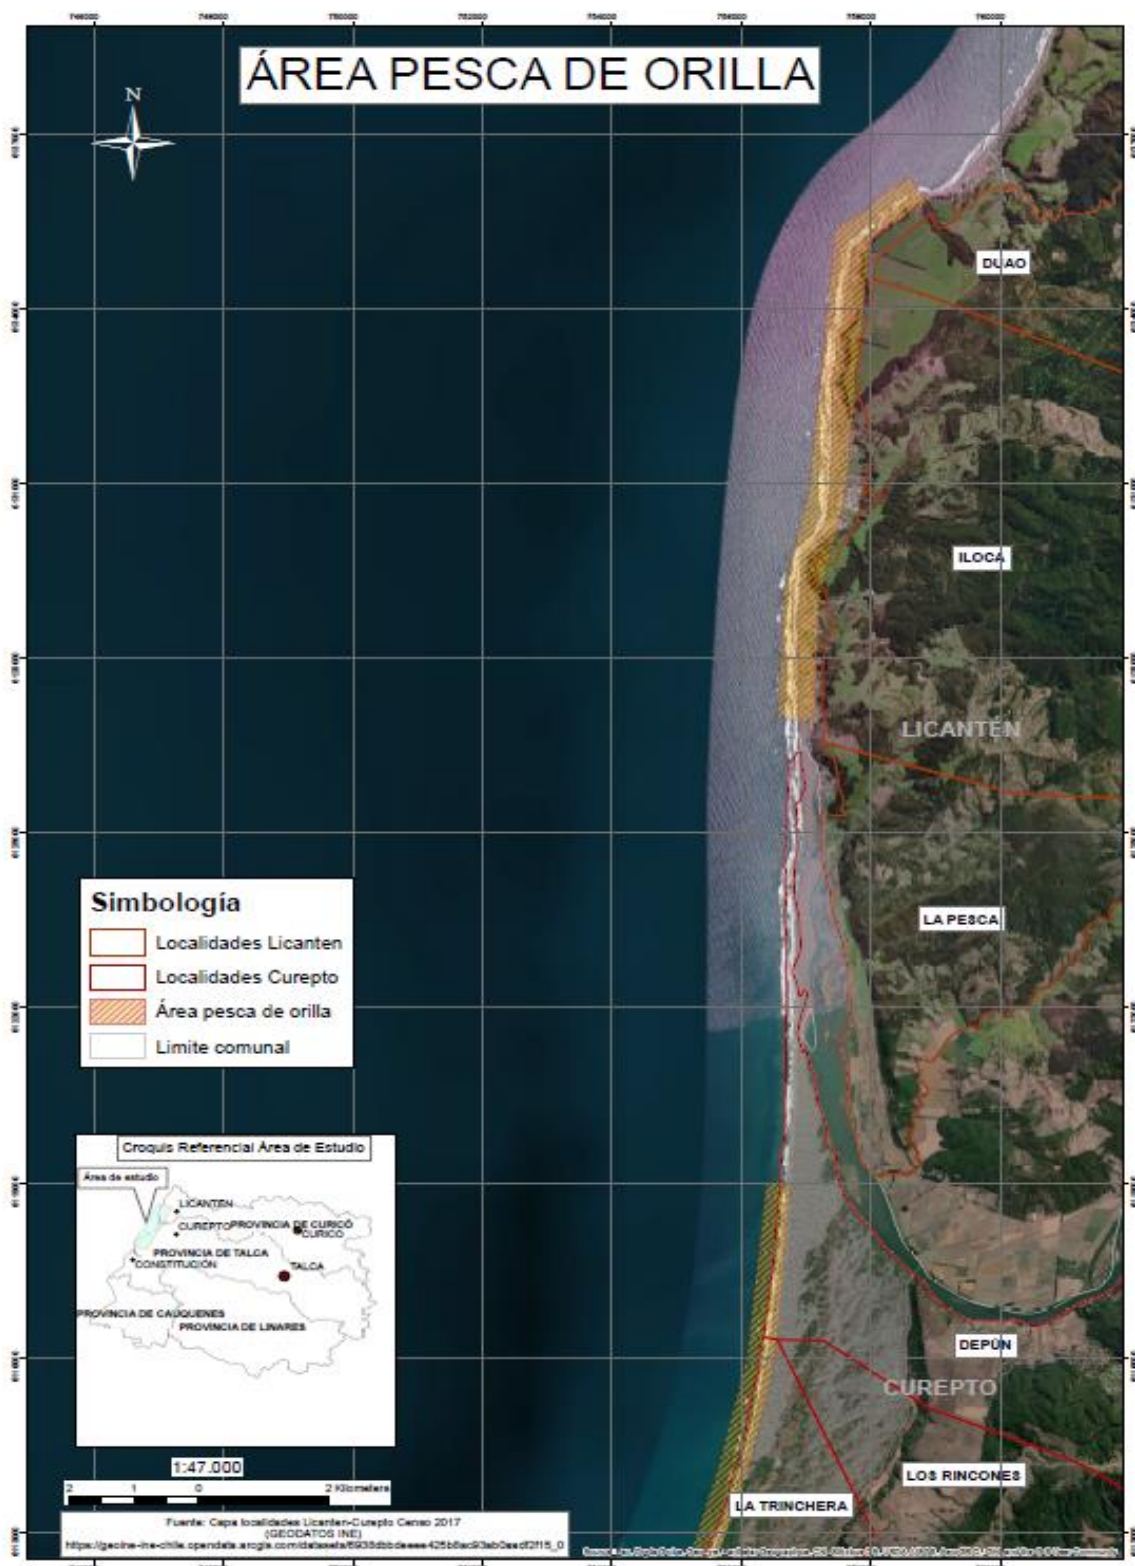 ÁREA PESCA DE ORILLA
N
DUAO
ILOCA
LICANTÉN
LA PESCA
Simbología
Localidades Licanten
Localidades Curepto
Área pesca de orilla
Limite comunal
Croquis Referencial Área de Estudio
Área de estudio
LICANTEN
CUREPTO
PROVINCIA DE CURICÓ
CURICO
PROVINCIA DE TALCA
CONSTITUCIÓN
TALCA
PROVINCIA DE CAUQUENES
PROVINCIA DE LINARES
DEPÚN
CUREPTO
LOS RINCONES
LA TRINCHERA
1:47.000
2 1 0 2 Kilometers
Fuente: Capa localidades Licanten-Curepto Censo 2017
(GEODATOS INE)